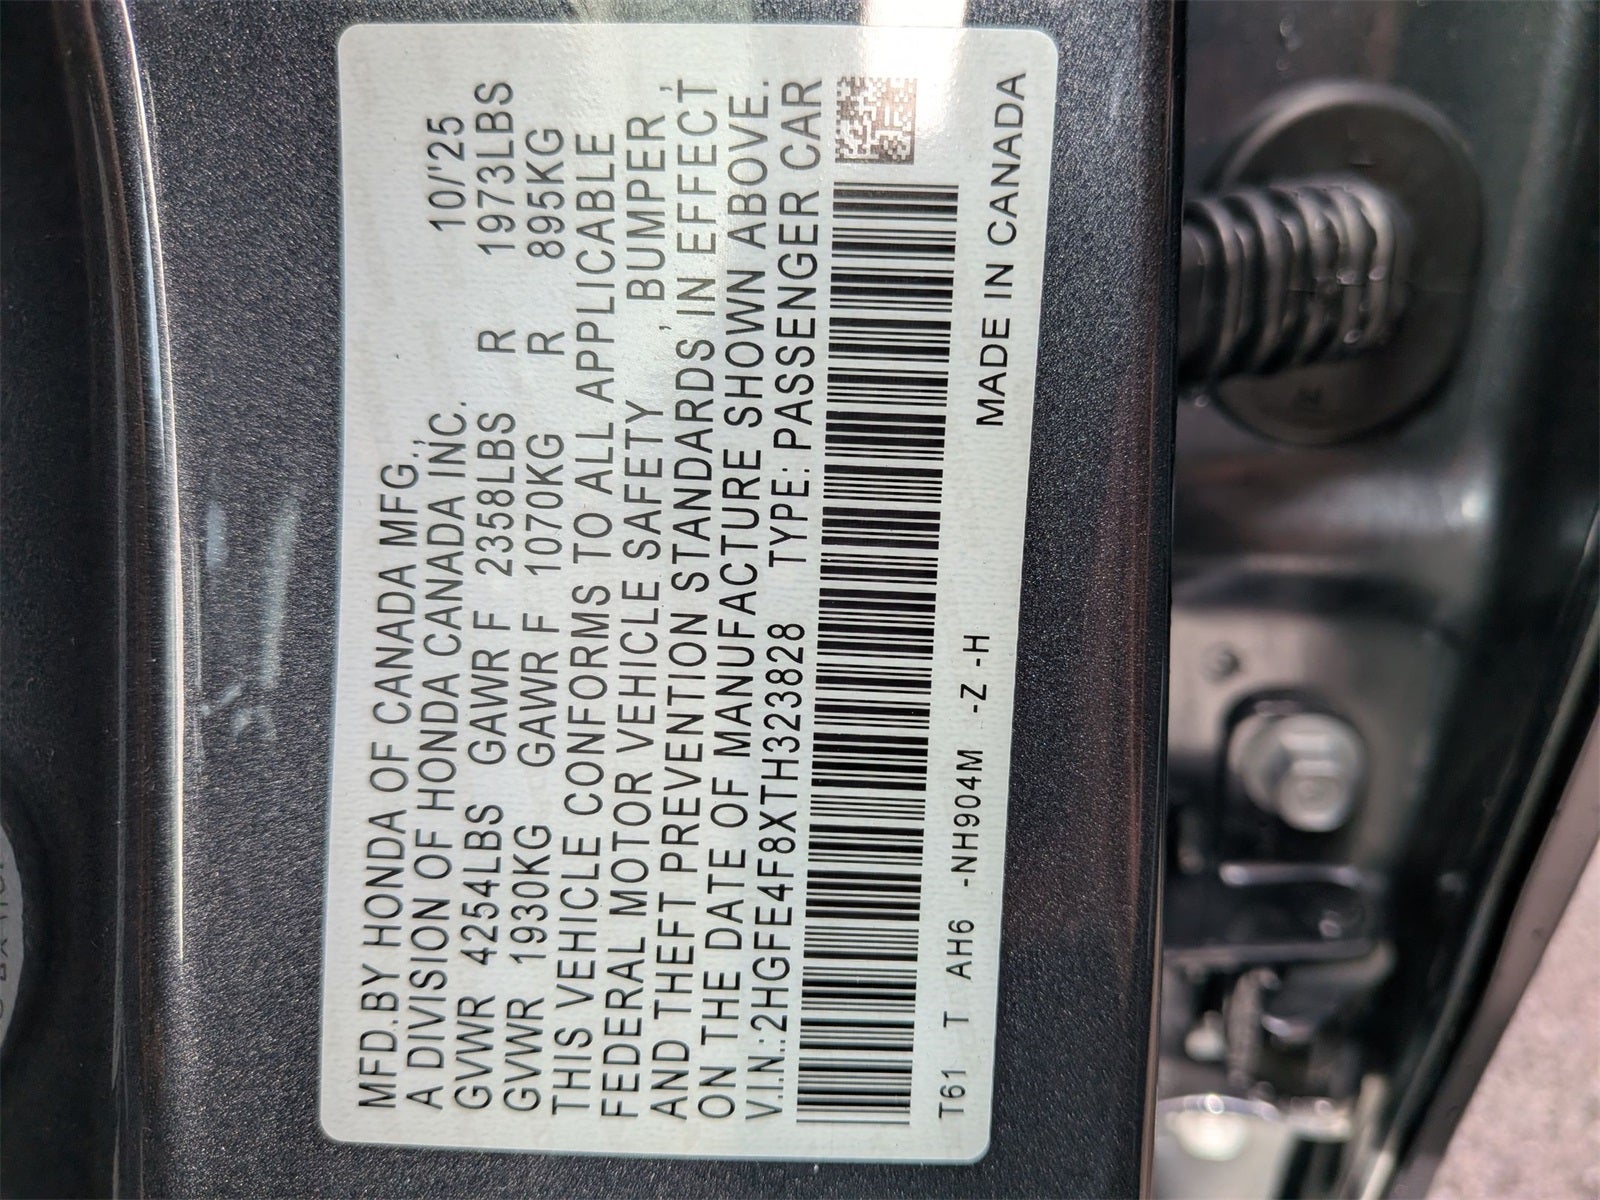 MFD.BY HONDA OF CANADA MFG.,
A DIVISION OF HONDA CANADA INC. 10/'25
GVWR 4254LBS GAWR F 2358LBS R 1973LBS
GVWR 1930KG GAWR F 1070KG R 895KG
THIS VEHICLE CONFORMS TO ALL APPLICABLE
FEDERAL MOTOR VEHICLE SAFETY, BUMPER,
AND THEFT PREVENTION STANDARDS IN EFFECT
ON THE DATE OF MANUFACTURE SHOWN ABOVE.
V.I.N.:2HGFE4F8XTH323828 TYPE: PASSENGER CAR
T61 T AH6 -NH904M -Z -H MADE IN CANADA